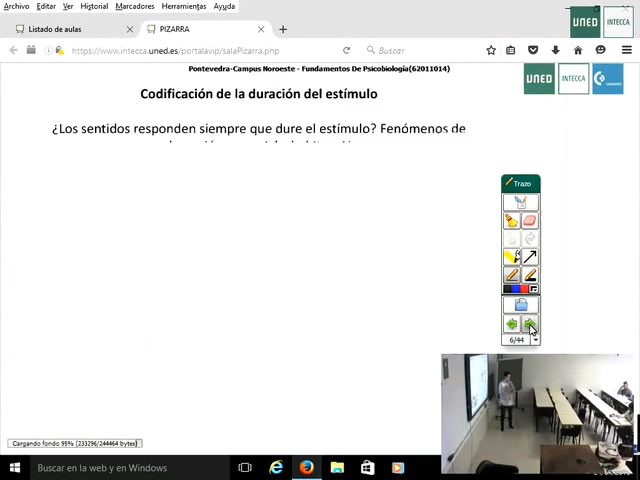 Archivo Editar Ver Historial Marcadores Herramientas Ayuda
Listado de aulas
PIZARRA
https://www.intecca.uned.es/portalavip/salaPizarra.php
Buscar
UNED
INTECCA
Pontevedra-Campus Noroeste - Fundamentos De Psicobiología(62011014)
UNED
INTECCA
Codificación de la duración del estímulo
¿Los sentidos responden siempre que dure el estímulo? Fenómenos de
Trazo
6/44
Cargando fondo 95% (233296/244464 bytes)
Buscar en la web y en Windows